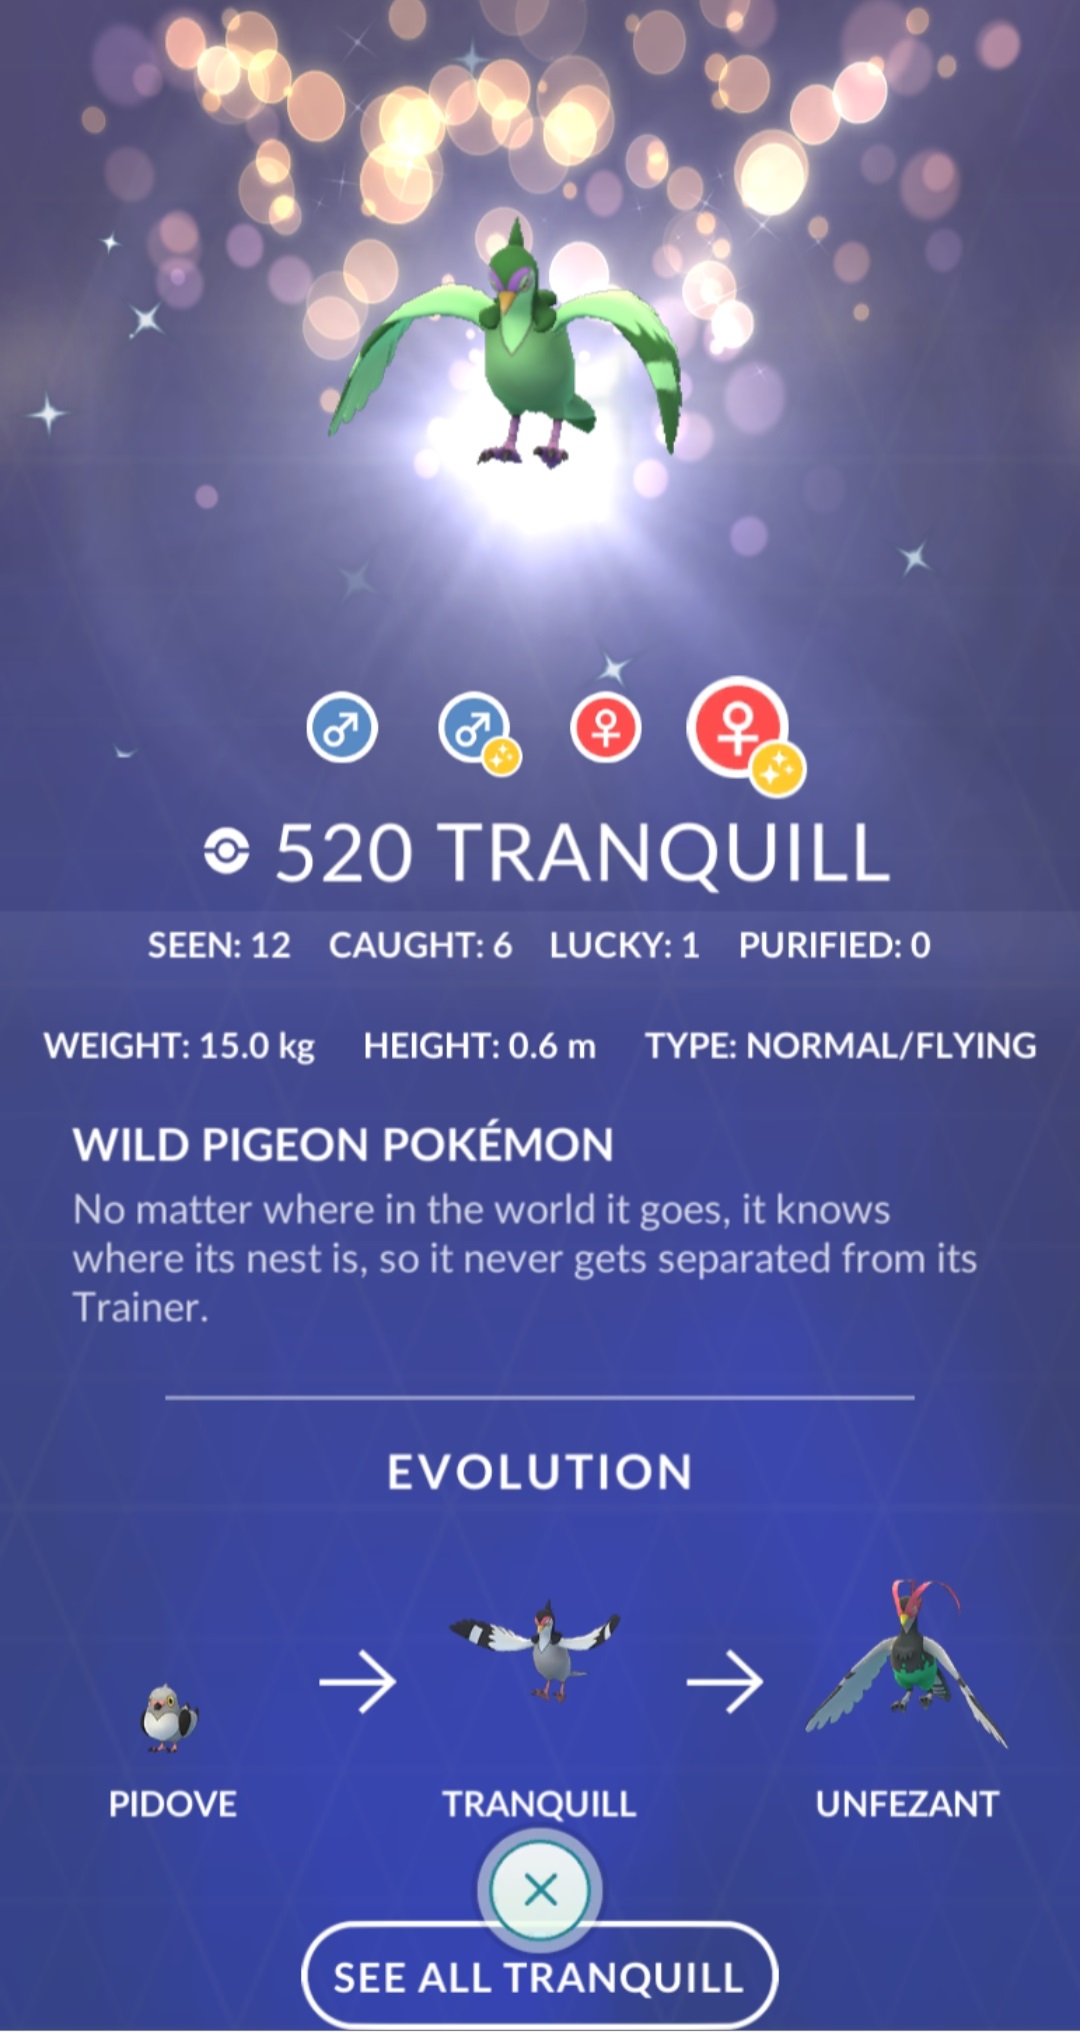 520 TRANQUILL
SEEN: 12 CAUGHT: 6 LUCKY: 1 PURIFIED: 0
WEIGHT: 15.0 kg HEIGHT: 0.6 m TYPE: NORMAL/FLYING
WILD PIGEON POKÉMON
No matter where in the world it goes, it knows
where its nest is, so it never gets separated from its
Trainer.
EVOLUTION
PIDOVE TRANQUILL UNFEZANT
SEE ALL TRANQUILL